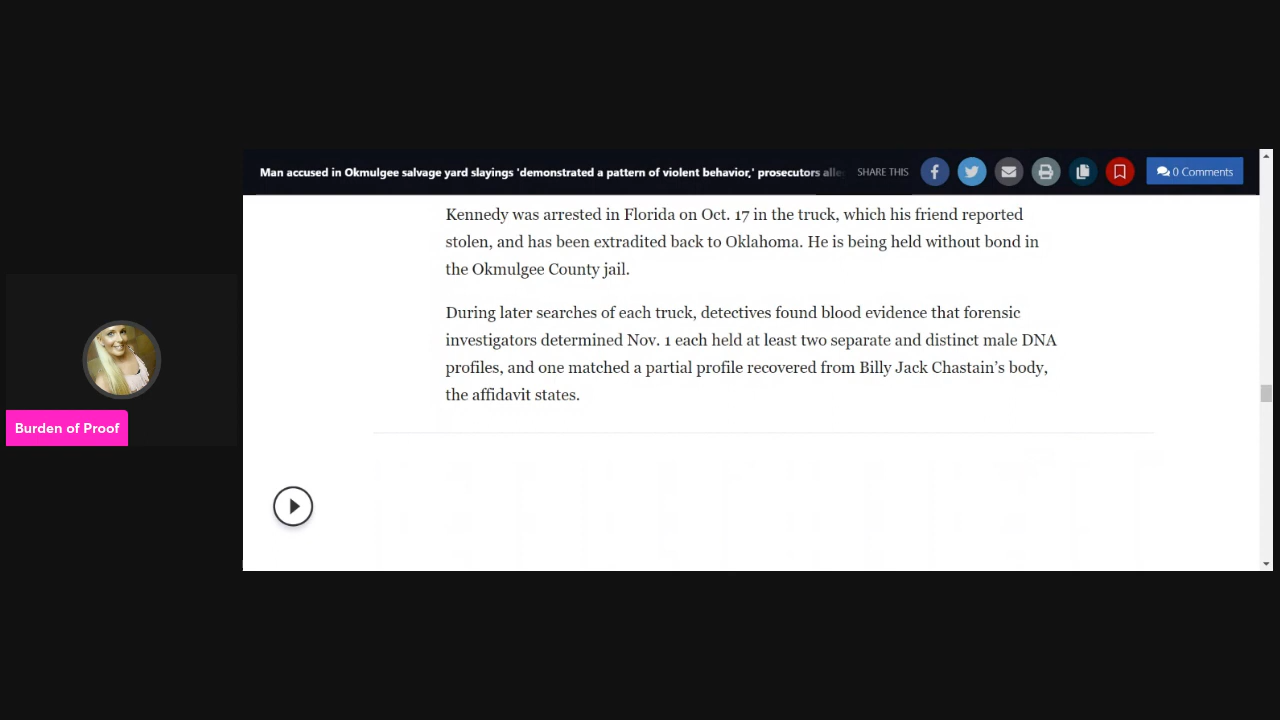 Man accused in Okmulgee salvage yard slayings 'demonstrated a pattern of violent behavior,' prosecutors alle
SHARE THIS
0 Comments
Kennedy was arrested in Florida on Oct. 17 in the truck, which his friend reported
stolen, and has been extradited back to Oklahoma. He is being held without bond in
the Okmulgee County jail.
During later searches of each truck, detectives found blood evidence that forensic
investigators determined Nov. 1 each held at least two separate and distinct male DNA
profiles, and one matched a partial profile recovered from Billy Jack Chastain’s body,
the affidavit states.
Burden of Proof